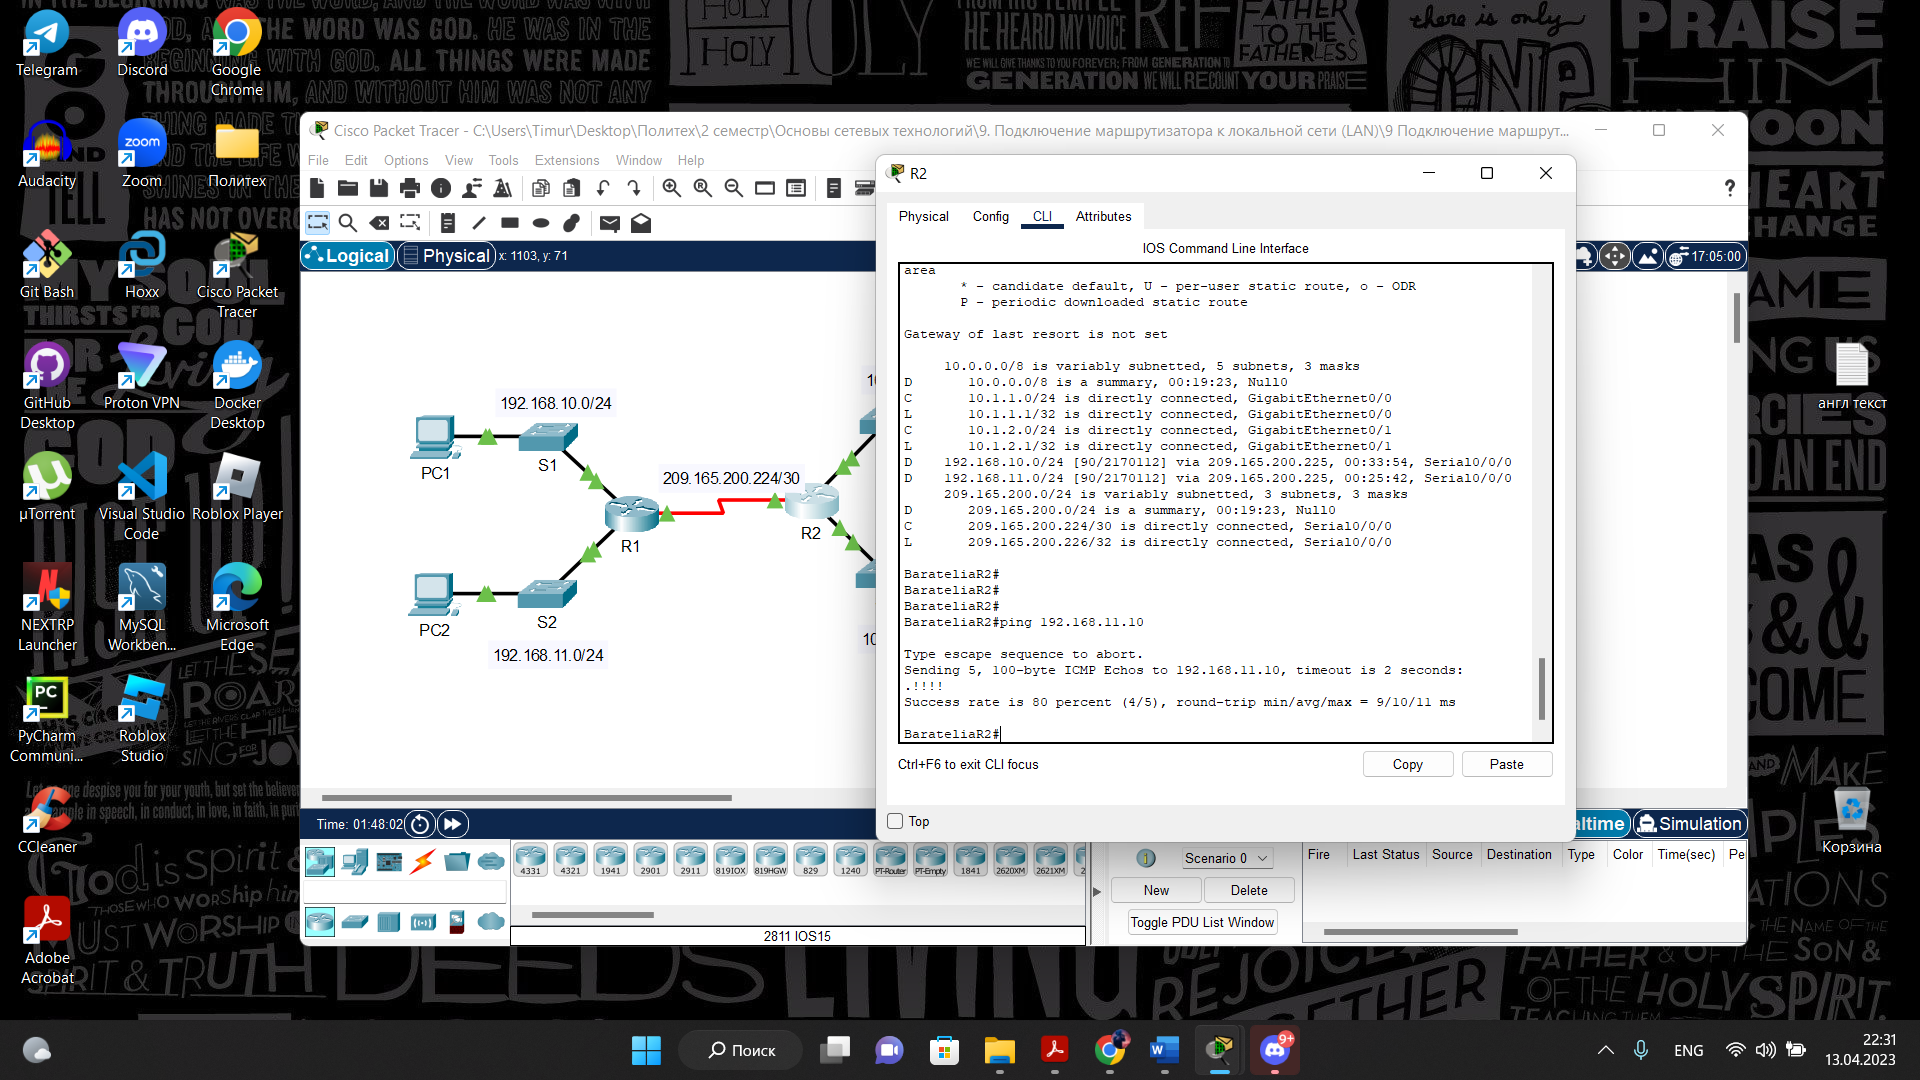 Telegram
Discord
Google Chrome
Audacity
Zoom
Политех
Git Bash
Hoxx
Cisco Packet Tracer
GitHub Desktop
Proton VPN
Docker Desktop
µTorrent
Visual Studio Code
Roblox Player
NEXTRP Launcher
MySQL Workben...
Microsoft Edge
PyCharm Communi...
Roblox Studio
CCleaner
Adobe Acrobat
англ текст
Корзина
Cisco Packet Tracer - C:\Users\Timur\Desktop\Политех\2 семестр\Основы сетевых технологий\9. Подключение маршрутизатора к локальной сети (LAN)\9 Подключение маршрут...
File Edit Options View Tools Extensions Window Help
Logical Physical x: 1103, y: 71
17:05:00
192.168.10.0/24
PC1
S1
209.165.200.224/30
R1
R2
PC2
S2
192.168.11.0/24
R2
Physical Config CLI Attributes
IOS Command Line Interface
area
* - candidate default, U - per-user static route, o - ODR
P - periodic downloaded static route
Gateway of last resort is not set
10.0.0.0/8 is variably subnetted, 5 subnets, 3 masks
D 10.0.0.0/8 is a summary, 00:19:23, Null0
C 10.1.1.0/24 is directly connected, GigabitEthernet0/0
L 10.1.1.1/32 is directly connected, GigabitEthernet0/0
C 10.1.2.0/24 is directly connected, GigabitEthernet0/1
L 10.1.2.1/32 is directly connected, GigabitEthernet0/1
D 192.168.10.0/24 [90/2170112] via 209.165.200.225, 00:33:54, Serial0/0/0
D 192.168.11.0/24 [90/2170112] via 209.165.200.225, 00:25:42, Serial0/0/0
209.165.200.0/24 is variably subnetted, 3 subnets, 3 masks
D 209.165.200.0/24 is a summary, 00:19:23, Null0
C 209.165.200.224/30 is directly connected, Serial0/0/0
L 209.165.200.226/32 is directly connected, Serial0/0/0
BarateliaR2#
BarateliaR2#
BarateliaR2#
BarateliaR2#ping 192.168.11.10
Type escape sequence to abort.
Sending 5, 100-byte ICMP Echos to 192.168.11.10, timeout is 2 seconds:
.!!!!
Success rate is 80 percent (4/5), round-trip min/avg/max = 9/10/11 ms
BarateliaR2#
Ctrl+F6 to exit CLI focus
Copy Paste
Top
Time: 01:48:02
altime Simulation
4331 4321 1941 2901 2911 819IOX 819HGW 829 1240 PT-Router PT-Empty 1841 2620XM 2621XM 2
2811 IOS15
Scenario 0
New Delete
Toggle PDU List Window
Fire Last Status Source Destination Type Color Time(sec) Pe
Поиск
9+
ENG
22:31
13.04.2023